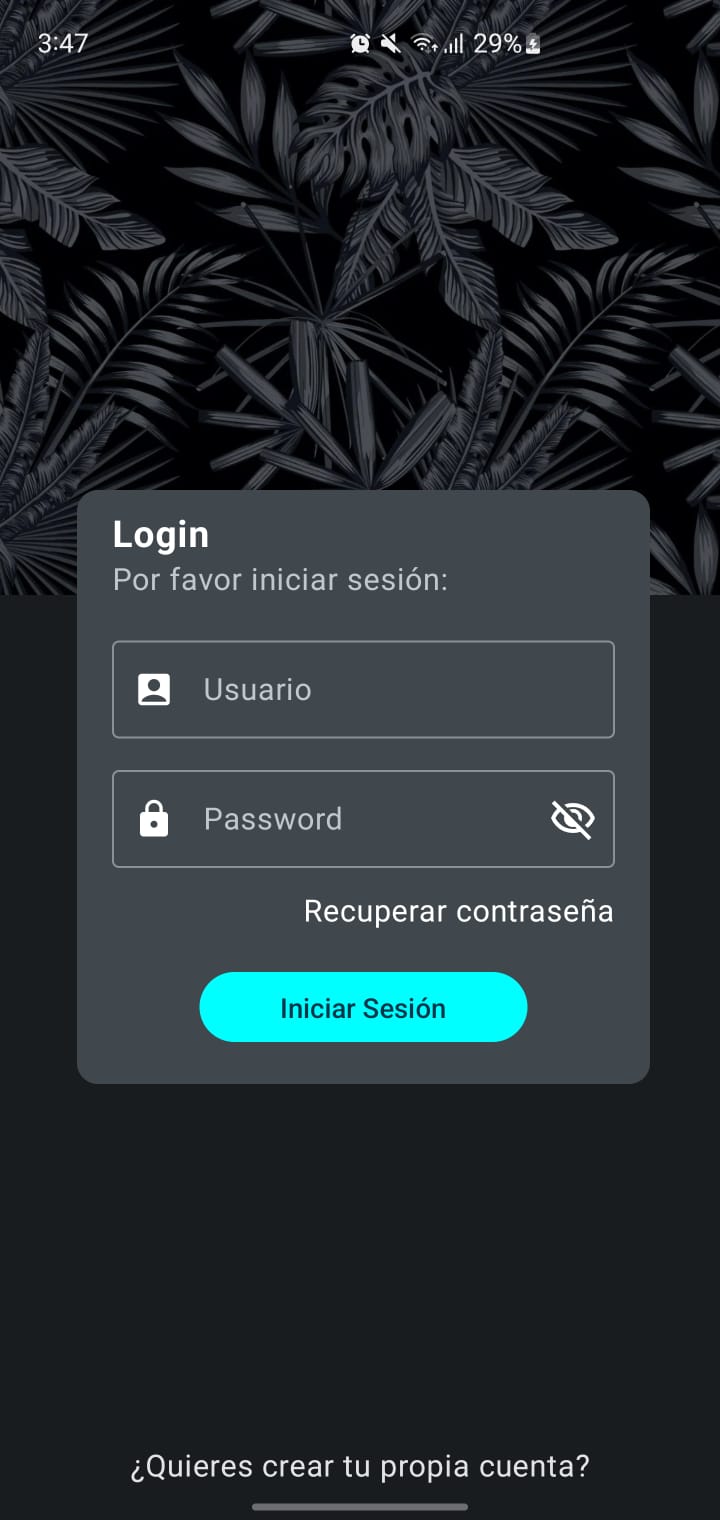 3:47
29%
Login
Por favor iniciar sesión:
Usuario
Password
Recuperar contraseña
Iniciar Sesión
¿Quieres crear tu propia cuenta?